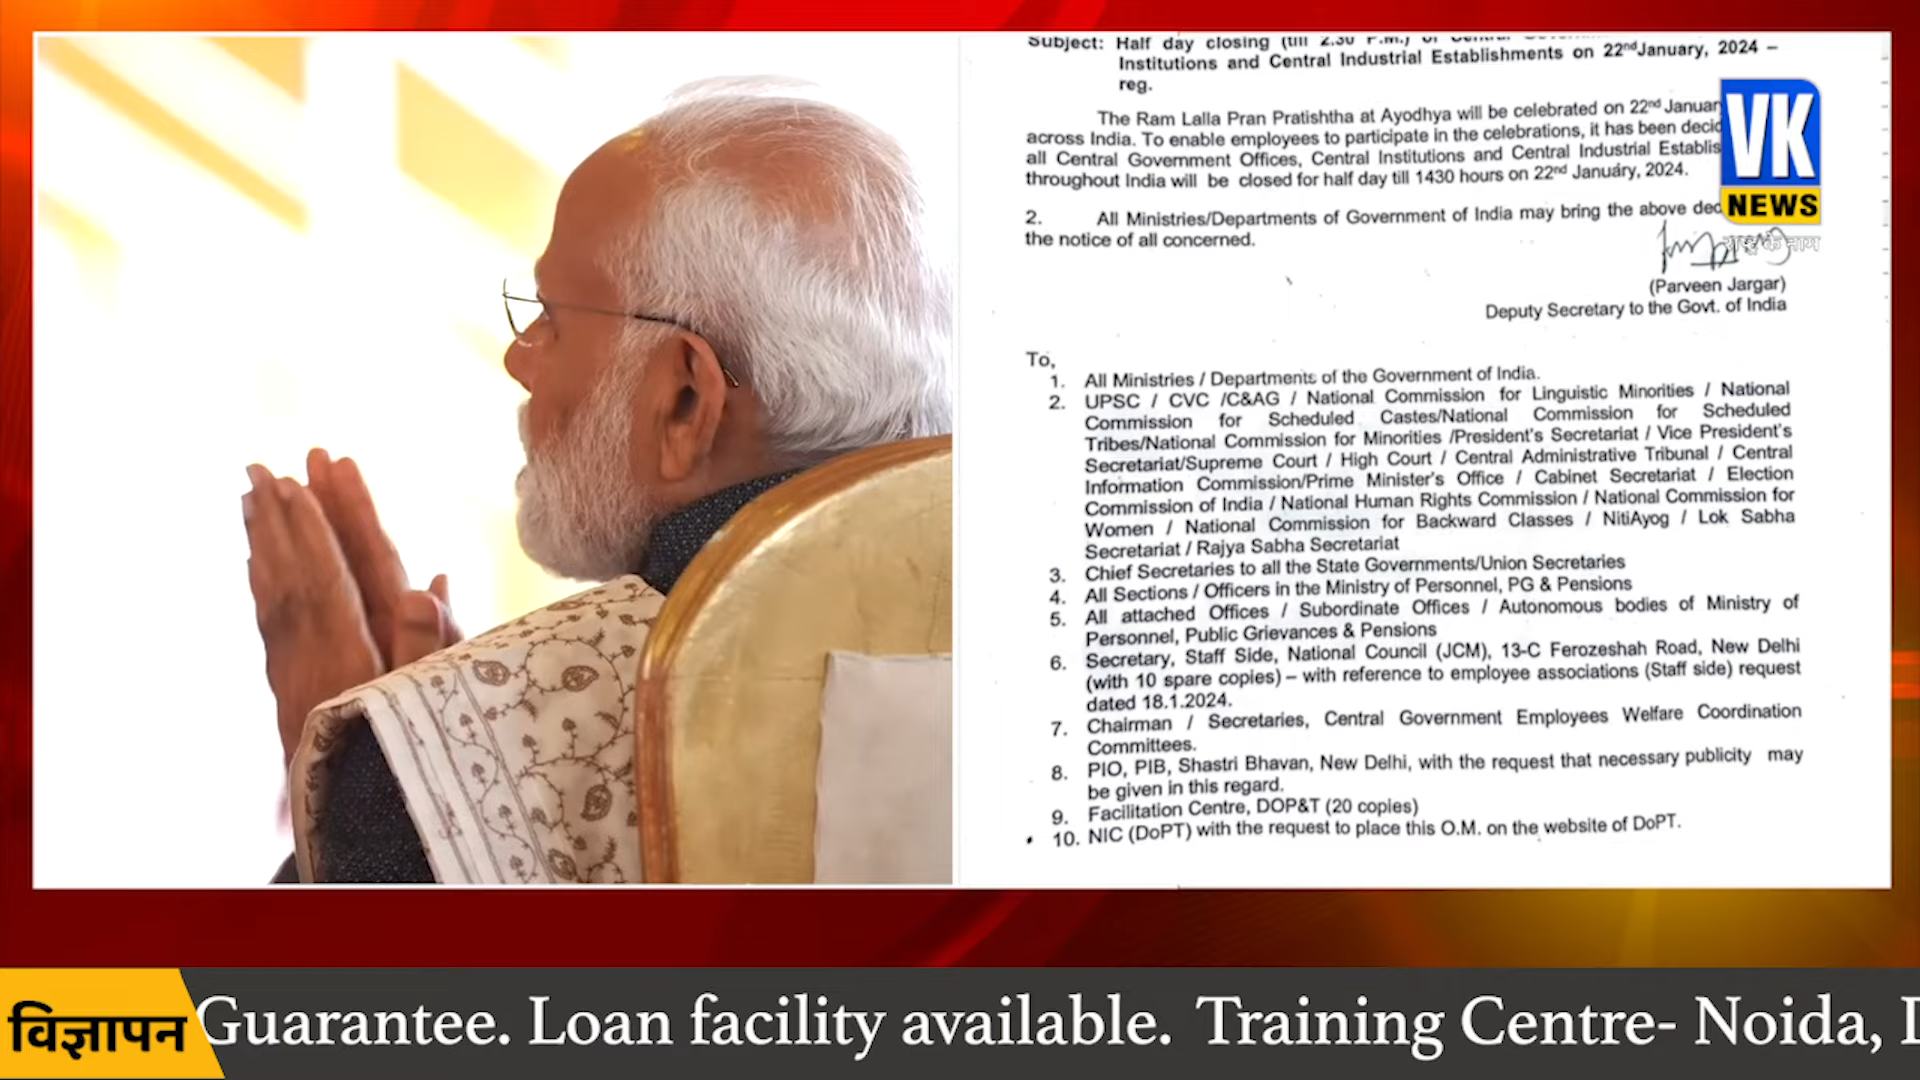 Subject: Half day closing (till 2.30 P.M.) of Central
Institutions and Central Industrial Establishments on 22nd January, 2024 –
reg.
The Ram Lalla Pran Pratishtha at Ayodhya will be celebrated on 22nd Januar
across India. To enable employees to participate in the celebrations, it has been decid
all Central Government Offices, Central Institutions and Central Industrial Establis
throughout India will be closed for half day till 1430 hours on 22nd January, 2024.
2. All Ministries/Departments of Government of India may bring the above dec
the notice of all concerned.
VK
NEWS
राष्ट्र के नाम
(Parveen Jargar)
Deputy Secretary to the Govt. of India
To,
1. All Ministries / Departments of the Government of India.
2. UPSC / CVC /C&AG / National Commission for Linguistic Minorities / National
Commission for Scheduled Castes/National Commission for Scheduled
Tribes/National Commission for Minorities /President's Secretariat / Vice President's
Secretariat/Supreme Court / High Court / Central Administrative Tribunal / Central
Information Commission/Prime Minister's Office / Cabinet Secretariat / Election
Commission of India / National Human Rights Commission / National Commission for
Women / National Commission for Backward Classes / NitiAyog / Lok Sabha
Secretariat / Rajya Sabha Secretariat
3. Chief Secretaries to all the State Governments/Union Secretaries
4. All Sections / Officers in the Ministry of Personnel, PG & Pensions
5. All attached Offices / Subordinate Offices / Autonomous bodies of Ministry of
Personnel, Public Grievances & Pensions
6. Secretary, Staff Side, National Council (JCM), 13-C Ferozeshah Road, New Delhi
(with 10 spare copies) – with reference to employee associations (Staff side) request
dated 18.1.2024.
7. Chairman / Secretaries, Central Government Employees Welfare Coordination
Committees.
8. PIO, PIB, Shastri Bhavan, New Delhi, with the request that necessary publicity may
be given in this regard.
9. Facilitation Centre, DOP&T (20 copies)
10. NIC (DoPT) with the request to place this O.M. on the website of DoPT.
विज्ञापन Guarantee. Loan facility available. Training Centre- Noida,